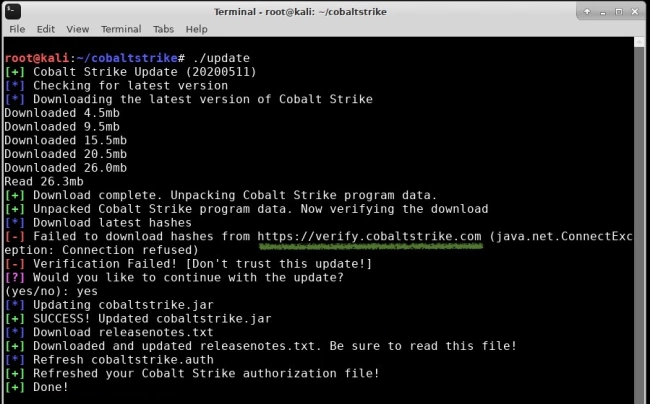 Terminal - root@kali: ~/cobaltstrike
File Edit View Terminal Tabs Help
root@kali:~/cobaltstrike# ./update
[+] Cobalt Strike Update (20200511)
[*] Checking for latest version
[*] Downloading the latest version of Cobalt Strike
Downloaded 4.5mb
Downloaded 9.5mb
Downloaded 15.5mb
Downloaded 20.5mb
Downloaded 26.0mb
Read 26.3mb
[+] Download complete. Unpacking Cobalt Strike program data.
[+] Unpacked Cobalt Strike program data. Now verifying the download
[*] Download latest hashes
[-] Failed to download hashes from https://verify.cobaltstrike.com (java.net.ConnectExc
eption: Connection refused)
[-] Verification Failed! [Don't trust this update!]
[?] Would you like to continue with the update?
(yes/no): yes
[*] Updating cobaltstrike.jar
[+] SUCCESS! Updated cobaltstrike.jar
[*] Download releasenotes.txt
[+] Downloaded and updated releasenotes.txt. Be sure to read this file!
[*] Refresh cobaltstrike.auth
[+] Refreshed your Cobalt Strike authorization file!
[+] Done!